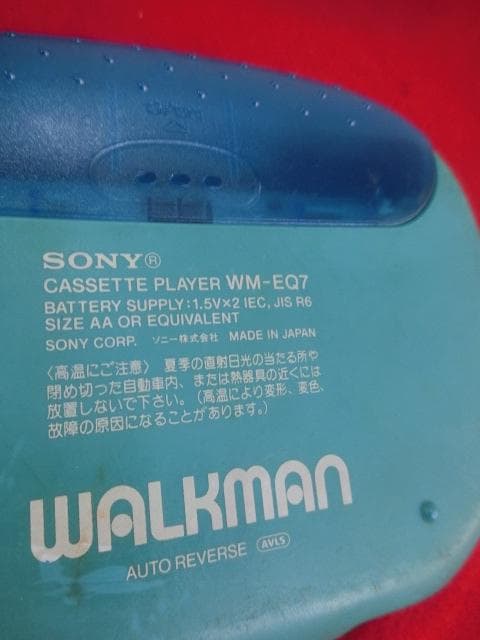 OPEN
SONY®
CASSETTE PLAYER WM-EQ7
BATTERY SUPPLY:1.5V×2 IEC, JIS R6
SIZE AA OR EQUIVALENT
SONY CORP. ソニー株式会社 MADE IN JAPAN
〈高温にご注意〉 夏季の直射日光の当たる所や
閉め切った自動車内、または熱器具の近くには
放置しないで下さい。(高温により変形、変色、
故障の原因になることがあります。)
WALKMAN
AUTO REVERSE AVLS